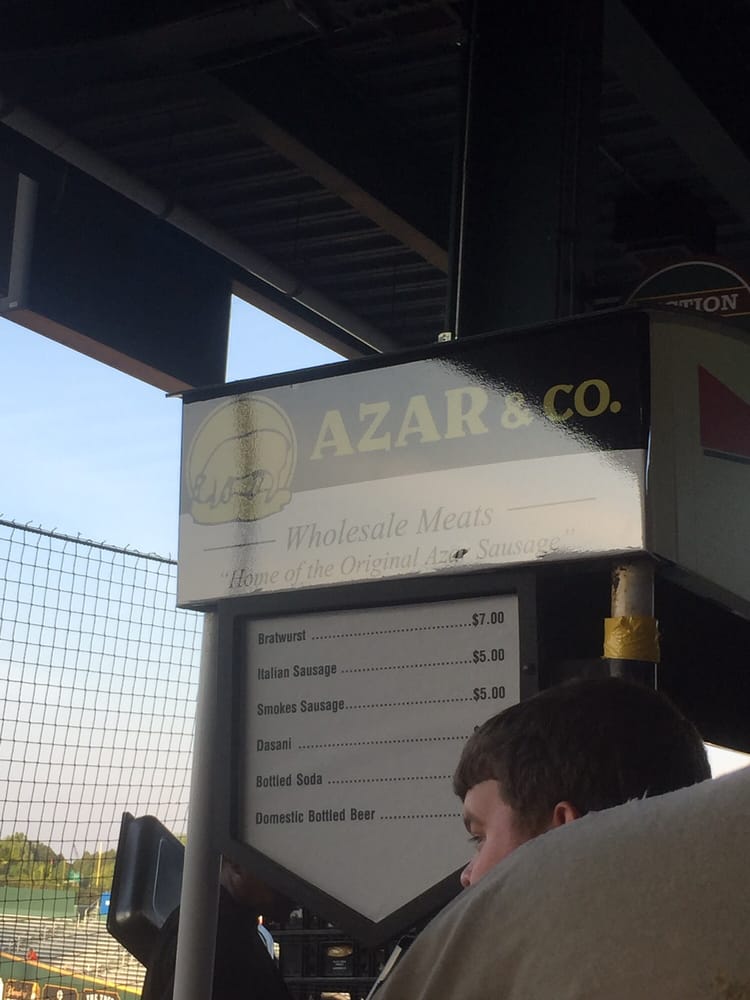 CTION
AZAR & CO.
Wholesale Meats
"Home of the Original Azar Sausage"
Bratwurst ........................ $7.00
Italian Sausage ........................ $5.00
Smokes Sausage ........................ $5.00
Dasani ........................
Bottled Soda ........................
Domestic Bottled Beer ........................